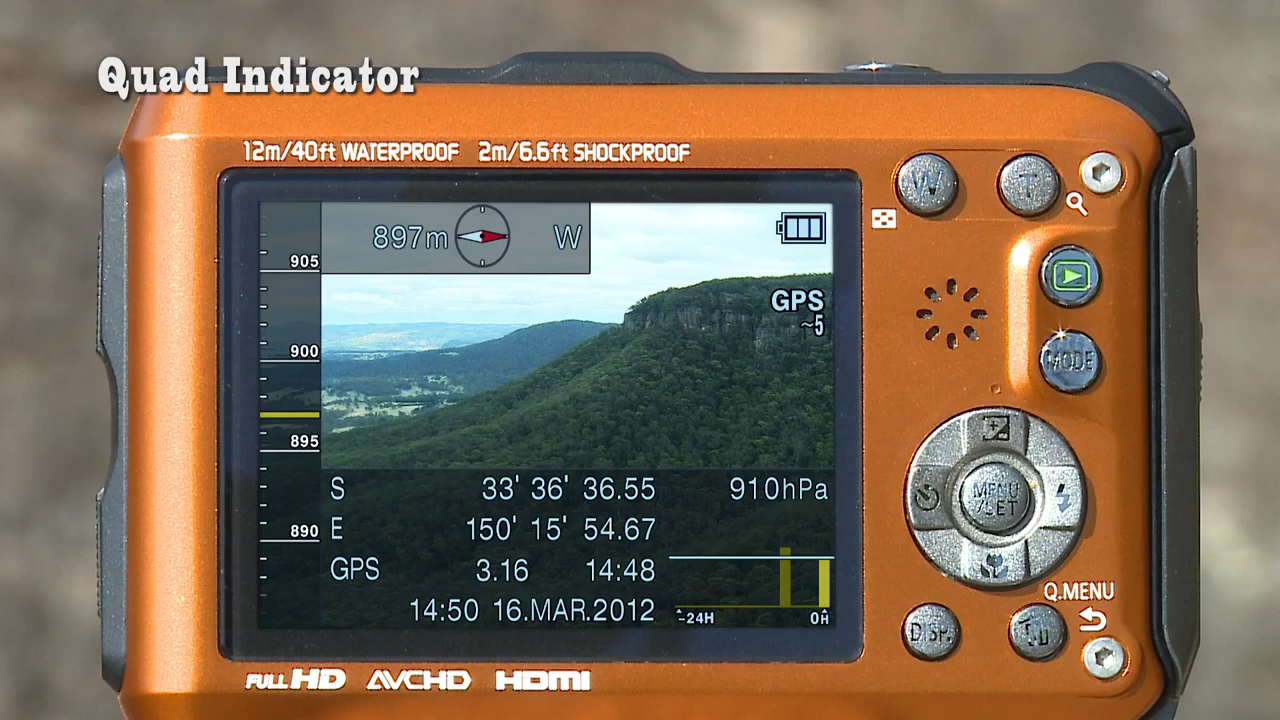 Quad Indicator
12m/40ft WATERPROOF 2m/6.6ft SHOCKPROOF
W T
897m W
905
GPS
~5
MODE
900
895
MENU
/SET
S 33' 36' 36.55 910hPa
890
E 150' 15' 54.67
GPS 3.16 14:48
Q.MENU
14:50 16.MAR.2012
-24H 0H
DISP.
FULL HD AVCHD HDMI